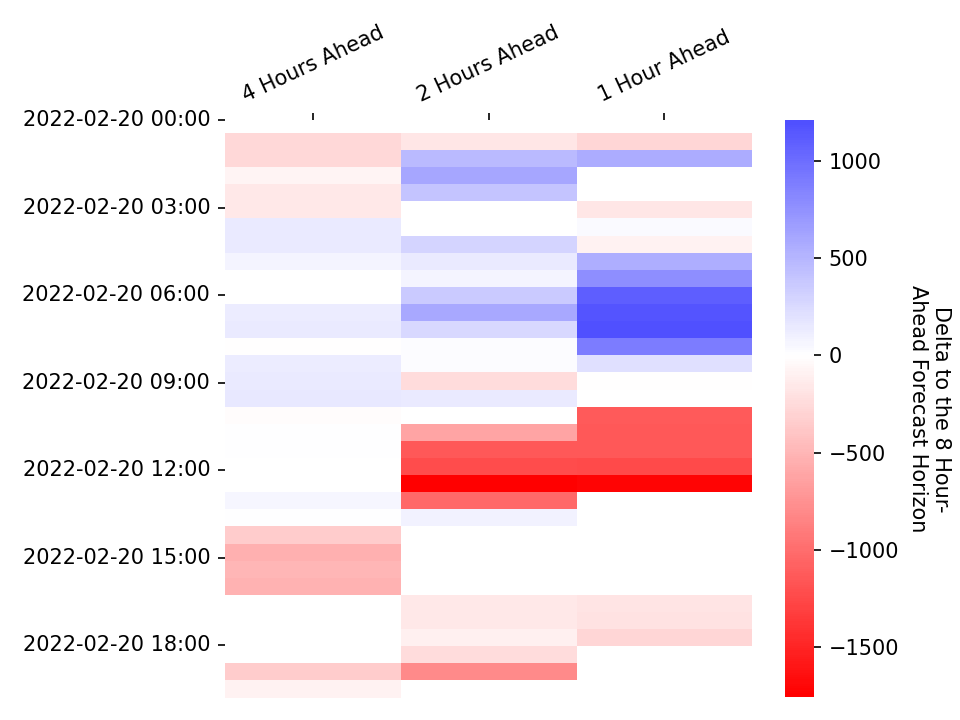 4 Hours Ahead
2 Hours Ahead
1 Hour Ahead
2022-02-20 00:00
2022-02-20 03:00
2022-02-20 06:00
2022-02-20 09:00
2022-02-20 12:00
2022-02-20 15:00
2022-02-20 18:00
1000
500
0
−500
−1000
−1500
Delta to the 8 Hour-
Ahead Forecast Horizon